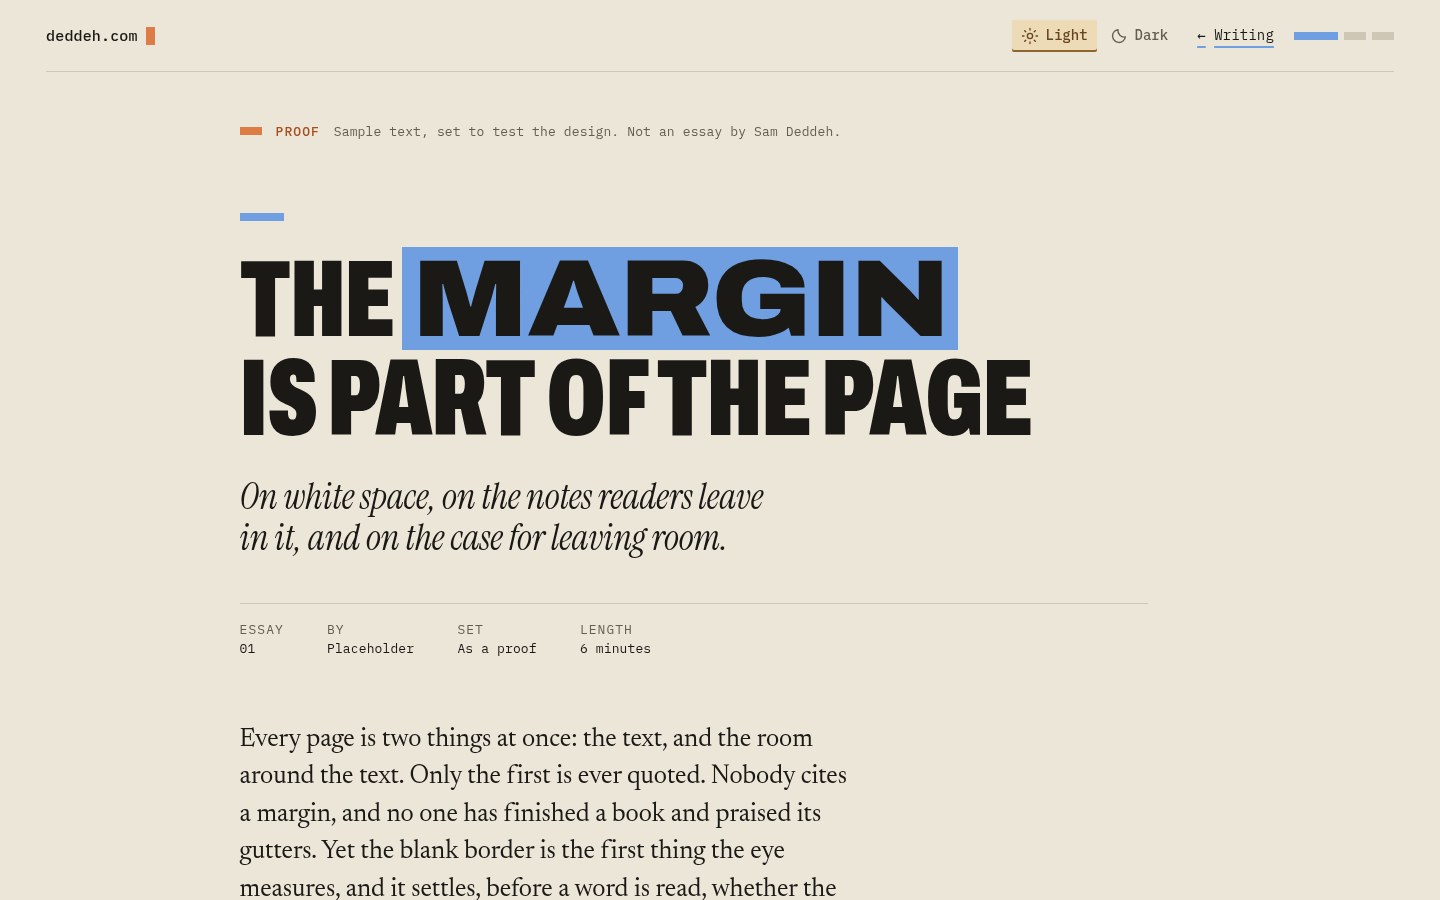 deddeh.com
Light Dark ← Writing
PROOF Sample text, set to test the design. Not an essay by Sam Deddeh.
THE MARGIN
IS PART OF THE PAGE
On white space, on the notes readers leave
in it, and on the case for leaving room.
ESSAY BY SET LENGTH
01 Placeholder As a proof 6 minutes
Every page is two things at once: the text, and the room
around the text. Only the first is ever quoted. Nobody cites
a margin, and no one has finished a book and praised its
gutters. Yet the blank border is the first thing the eye
measures, and it settles, before a word is read, whether the